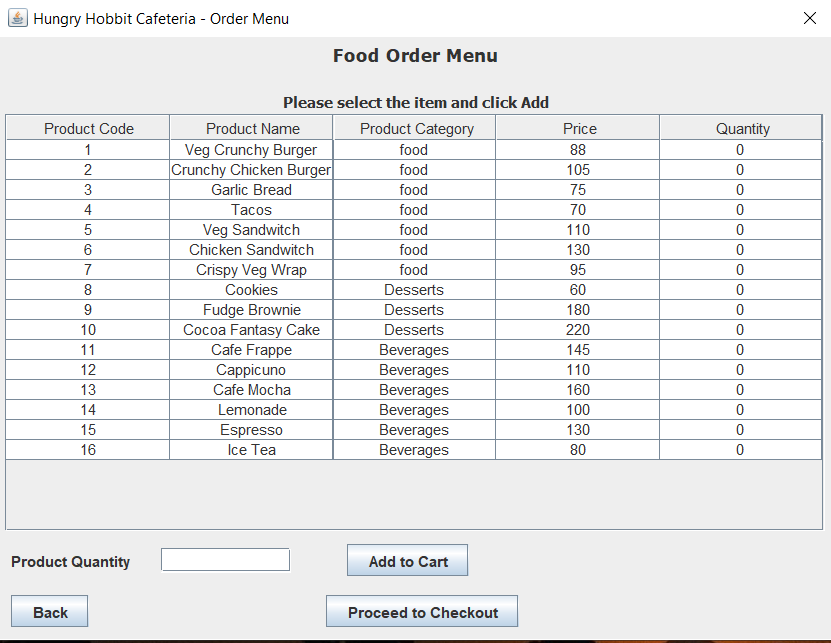 Hungry Hobbit Cafeteria - Order Menu
Food Order Menu
Please select the item and click Add
Product Code Product Name Product Category Price Quantity
1 Veg Crunchy Burger food 88 0
2 Crunchy Chicken Burger food 105 0
3 Garlic Bread food 75 0
4 Tacos food 70 0
5 Veg Sandwitch food 110 0
6 Chicken Sandwitch food 130 0
7 Crispy Veg Wrap food 95 0
8 Cookies Desserts 60 0
9 Fudge Brownie Desserts 180 0
10 Cocoa Fantasy Cake Desserts 220 0
11 Cafe Frappe Beverages 145 0
12 Cappicuno Beverages 110 0
13 Cafe Mocha Beverages 160 0
14 Lemonade Beverages 100 0
15 Espresso Beverages 130 0
16 Ice Tea Beverages 80 0
Product Quantity Add to Cart
Back Proceed to Checkout